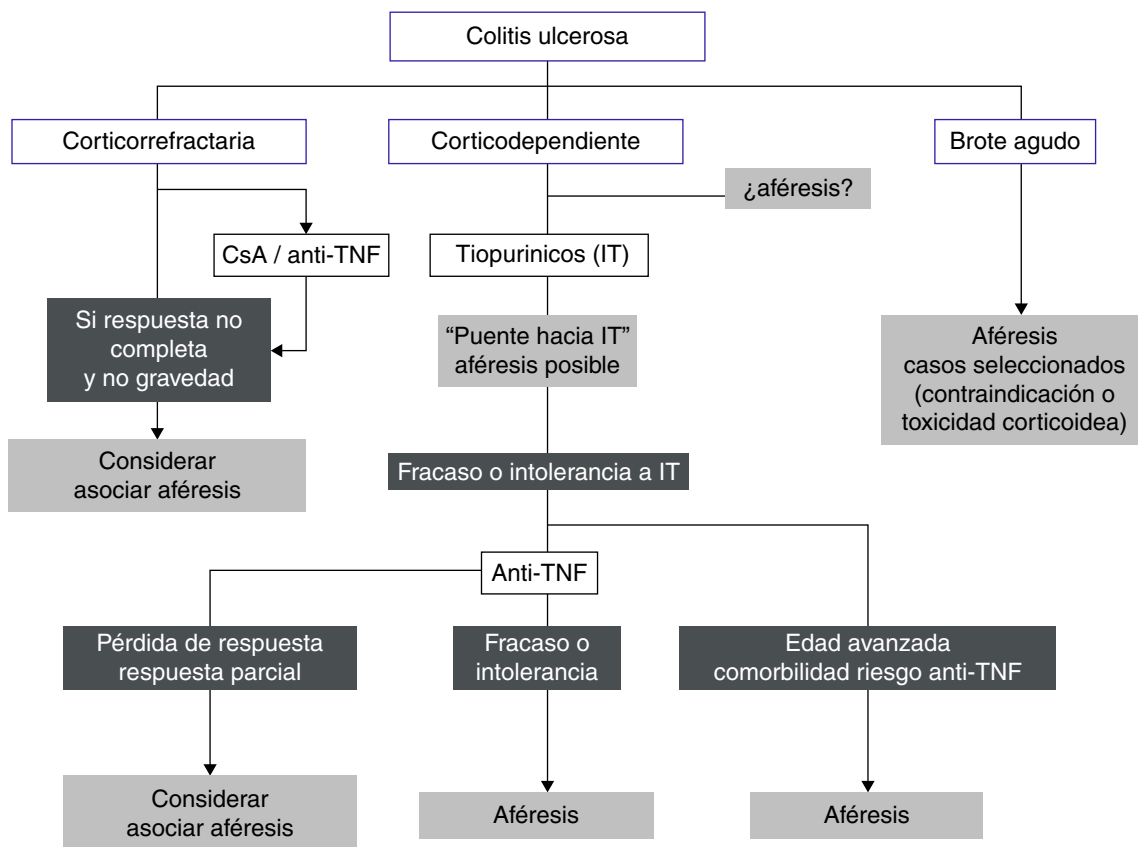 Colitis ulcerosa
Corticorrefractaria
Corticodependiente
Brote agudo
¿aféresis?
CsA / anti-TNF
Tiopurinicos (IT)
Si respuesta no
completa
y no gravedad
“Puente hacia IT”
aféresis posible
Aféresis
casos seleccionados
(contraindicación o
toxicidad corticoidea)
Considerar
asociar aféresis
Fracaso o intolerancia a IT
Anti-TNF
Pérdida de respuesta
respuesta parcial
Fracaso o
intolerancia
Edad avanzada
comorbilidad riesgo anti-TNF
Considerar
asociar aféresis
Aféresis
Aféresis